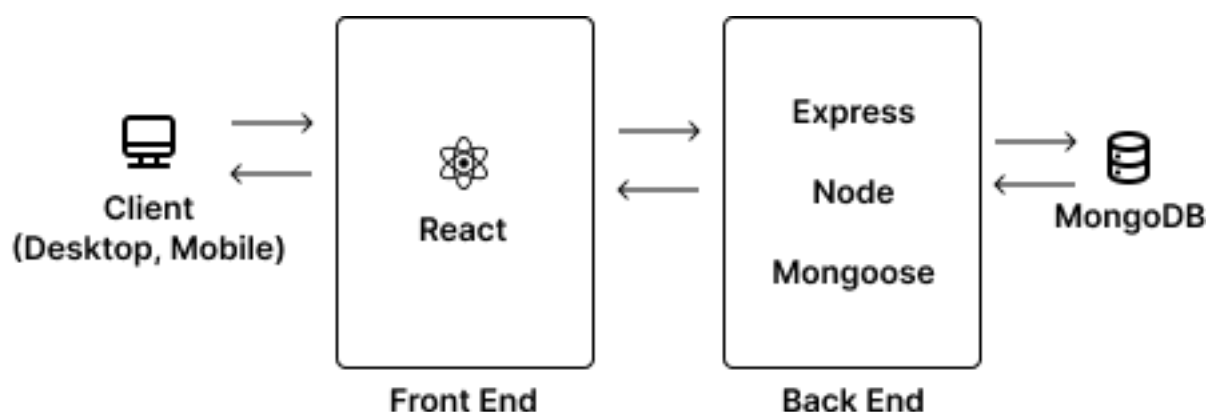 Client
(Desktop, Mobile)
React
Front End
Express
Node
Mongoose
Back End
MongoDB